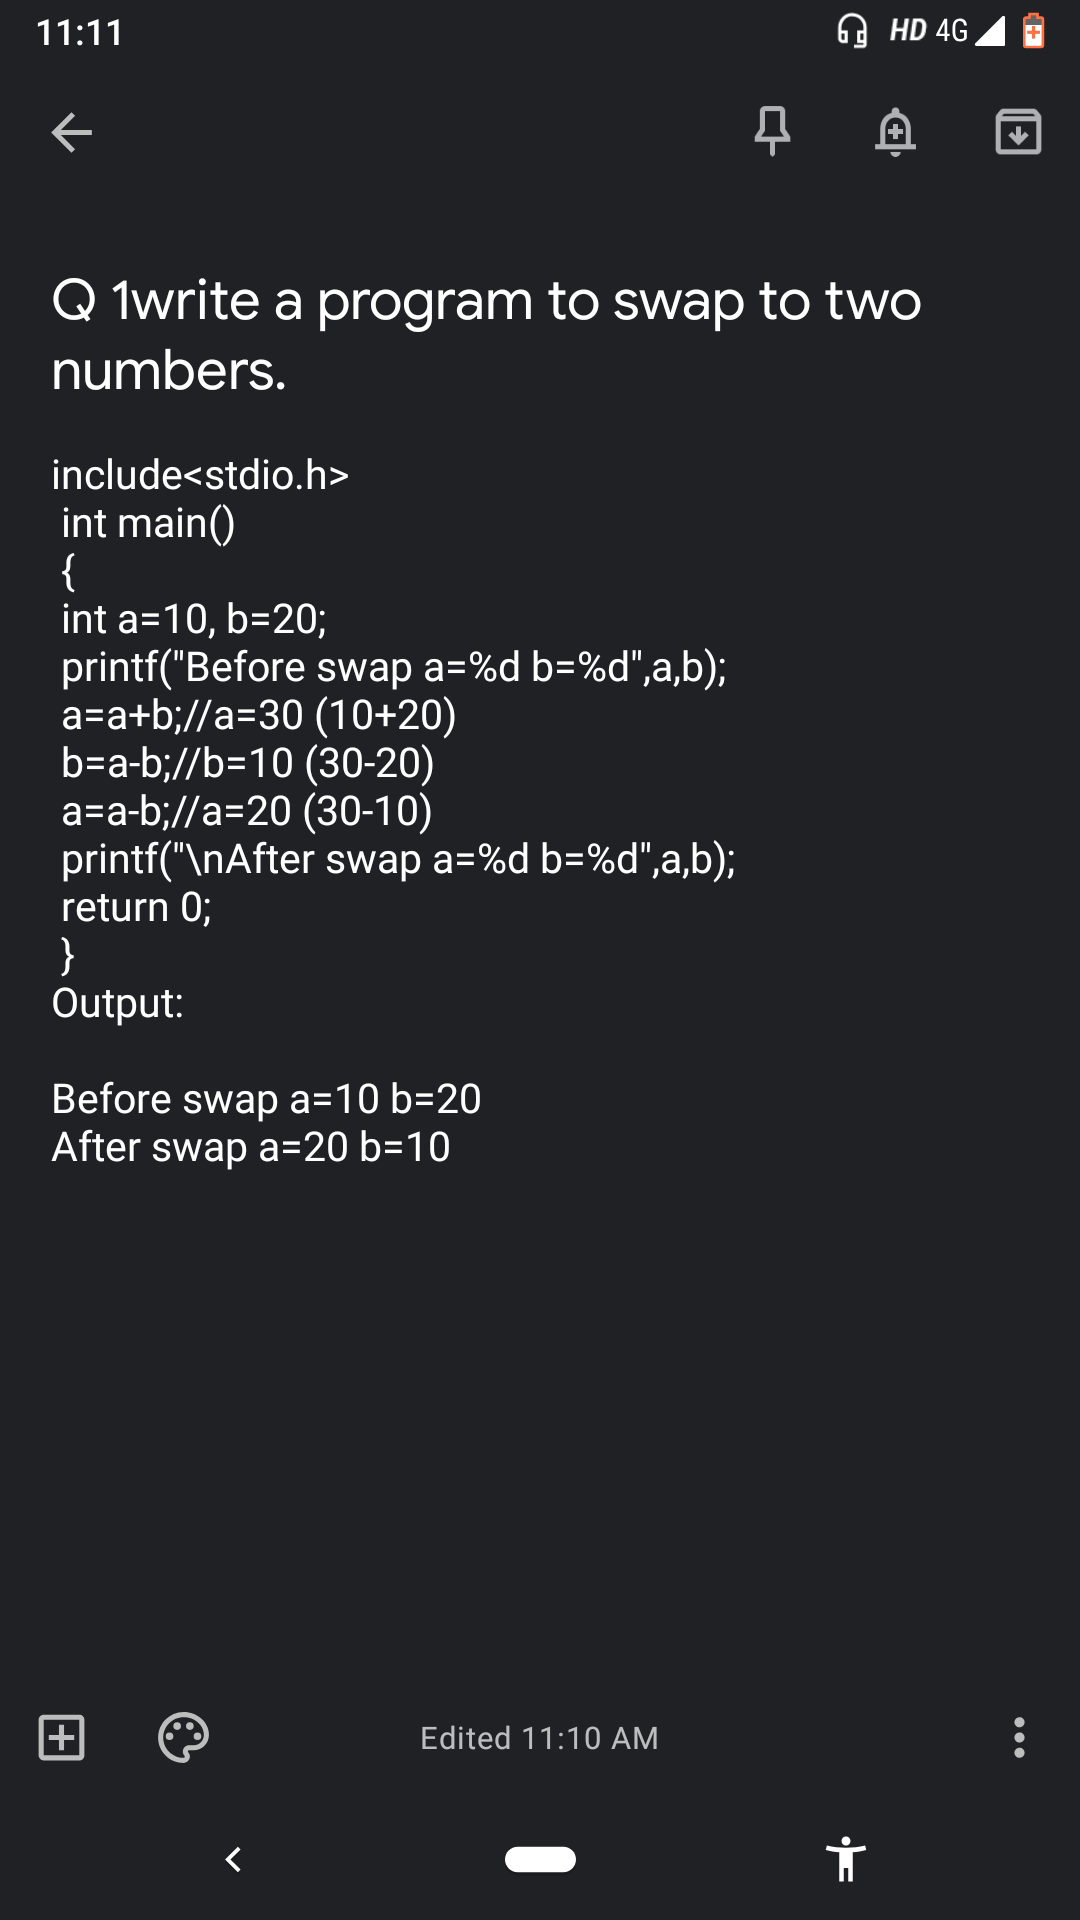 11:11
HD 4G
Q 1write a program to swap to two
numbers.
include<stdio.h>
int main()
{
int a=10, b=20;
printf("Before swap a=%d b=%d",a,b);
a=a+b;//a=30 (10+20)
b=a-b;//b=10 (30-20)
a=a-b;//a=20 (30-10)
printf("\nAfter swap a=%d b=%d",a,b);
return 0;
}
Output:
Before swap a=10 b=20
After swap a=20 b=10
Edited 11:10 AM